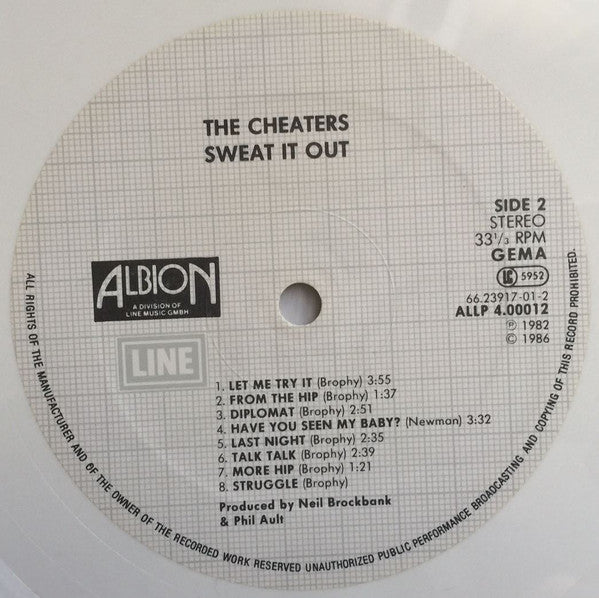 THE CHEATERS
SWEAT IT OUT
SIDE 2
STEREO
33 1/3 RPM
GEMA
LC 5952
66.23917-01-2
ALLP 4.00012
℗ 1982
© 1986
ALBION
A DIVISION OF
LINE MUSIC GMBH
LINE
1. LET ME TRY IT (Brophy) 3:55
2. FROM THE HIP (Brophy) 1:37
3. DIPLOMAT (Brophy) 2:51
4. HAVE YOU SEEN MY BABY? (Newman) 3:32
5. LAST NIGHT (Brophy) 2:35
6. TALK TALK (Brophy) 2:39
7. MORE HIP (Brophy) 1:21
8. STRUGGLE (Brophy)
Produced by Neil Brockbank
& Phil Ault
ALL RIGHTS OF THE MANUFACTURER AND OF THE OWNER OF THE RECORDED WORK RESERVED UNAUTHORIZED PUBLIC PERFORMANCE BROADCASTING AND COPYING OF THIS RECORD PROHIBITED.